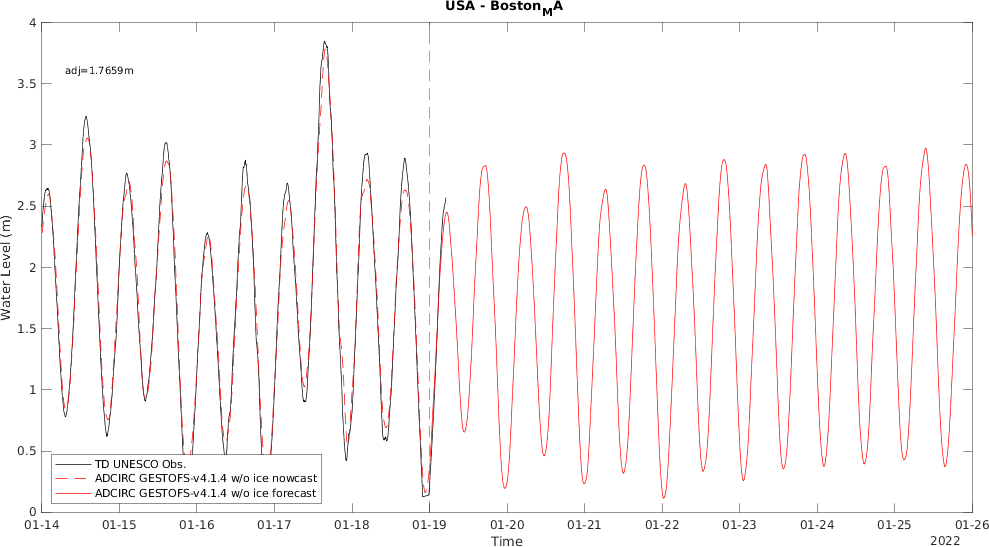 USA - Boston_MA
4
adj=1.7659m
3.5
3
2.5
Water Level (m)
2
1.5
1
0.5
TD UNESCO Obs.
ADCIRC GESTOFS-v4.1.4 w/o ice nowcast
ADCIRC GESTOFS-v4.1.4 w/o ice forecast
0
01-14 01-15 01-16 01-17 01-18 01-19 01-20 01-21 01-22 01-23 01-24 01-25 01-26
Time
2022